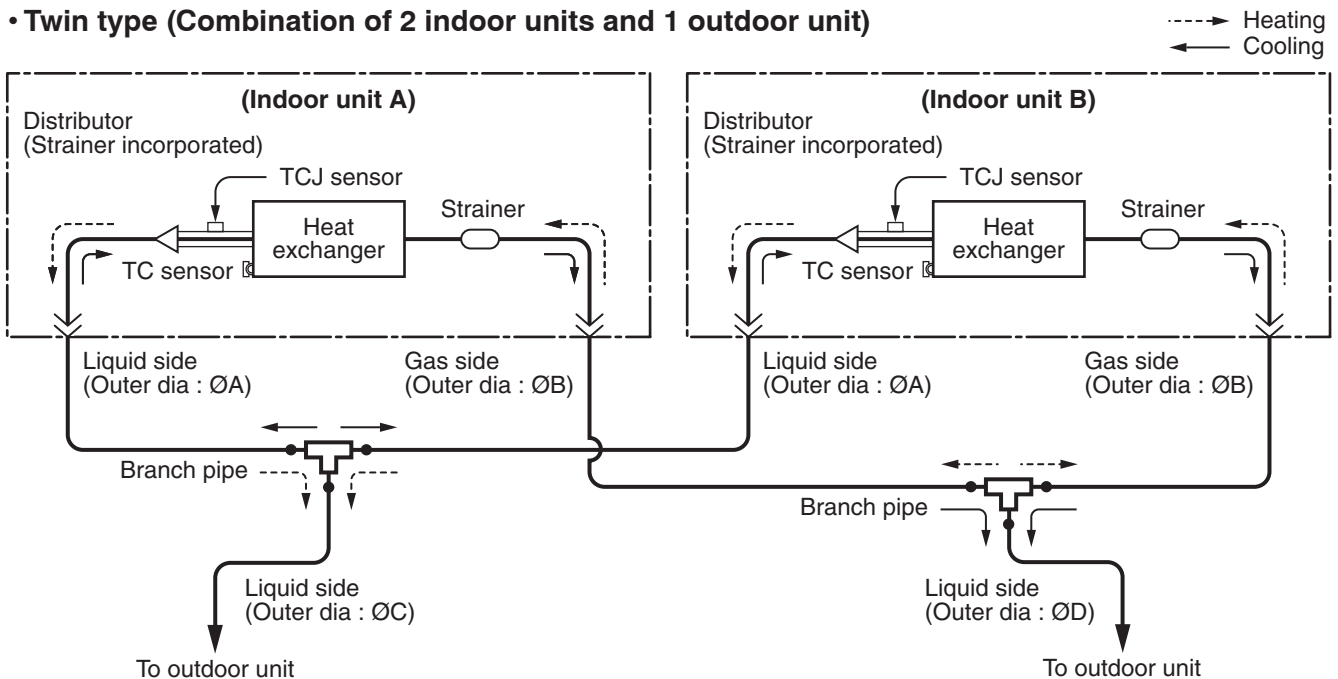 • Twin type (Combination of 2 indoor units and 1 outdoor unit)
Heating
Cooling
(Indoor unit A)
Distributor
(Strainer incorporated)
TCJ sensor
Strainer
Heat
exchanger
TC sensor
(Indoor unit B)
Distributor
(Strainer incorporated)
TCJ sensor
Strainer
Heat
exchanger
TC sensor
Liquid side
(Outer dia : ØA)
Gas side
(Outer dia : ØB)
Liquid side
(Outer dia : ØA)
Gas side
(Outer dia : ØB)
Branch pipe
Branch pipe
Liquid side
(Outer dia : ØC)
Liquid side
(Outer dia : ØD)
To outdoor unit
To outdoor unit